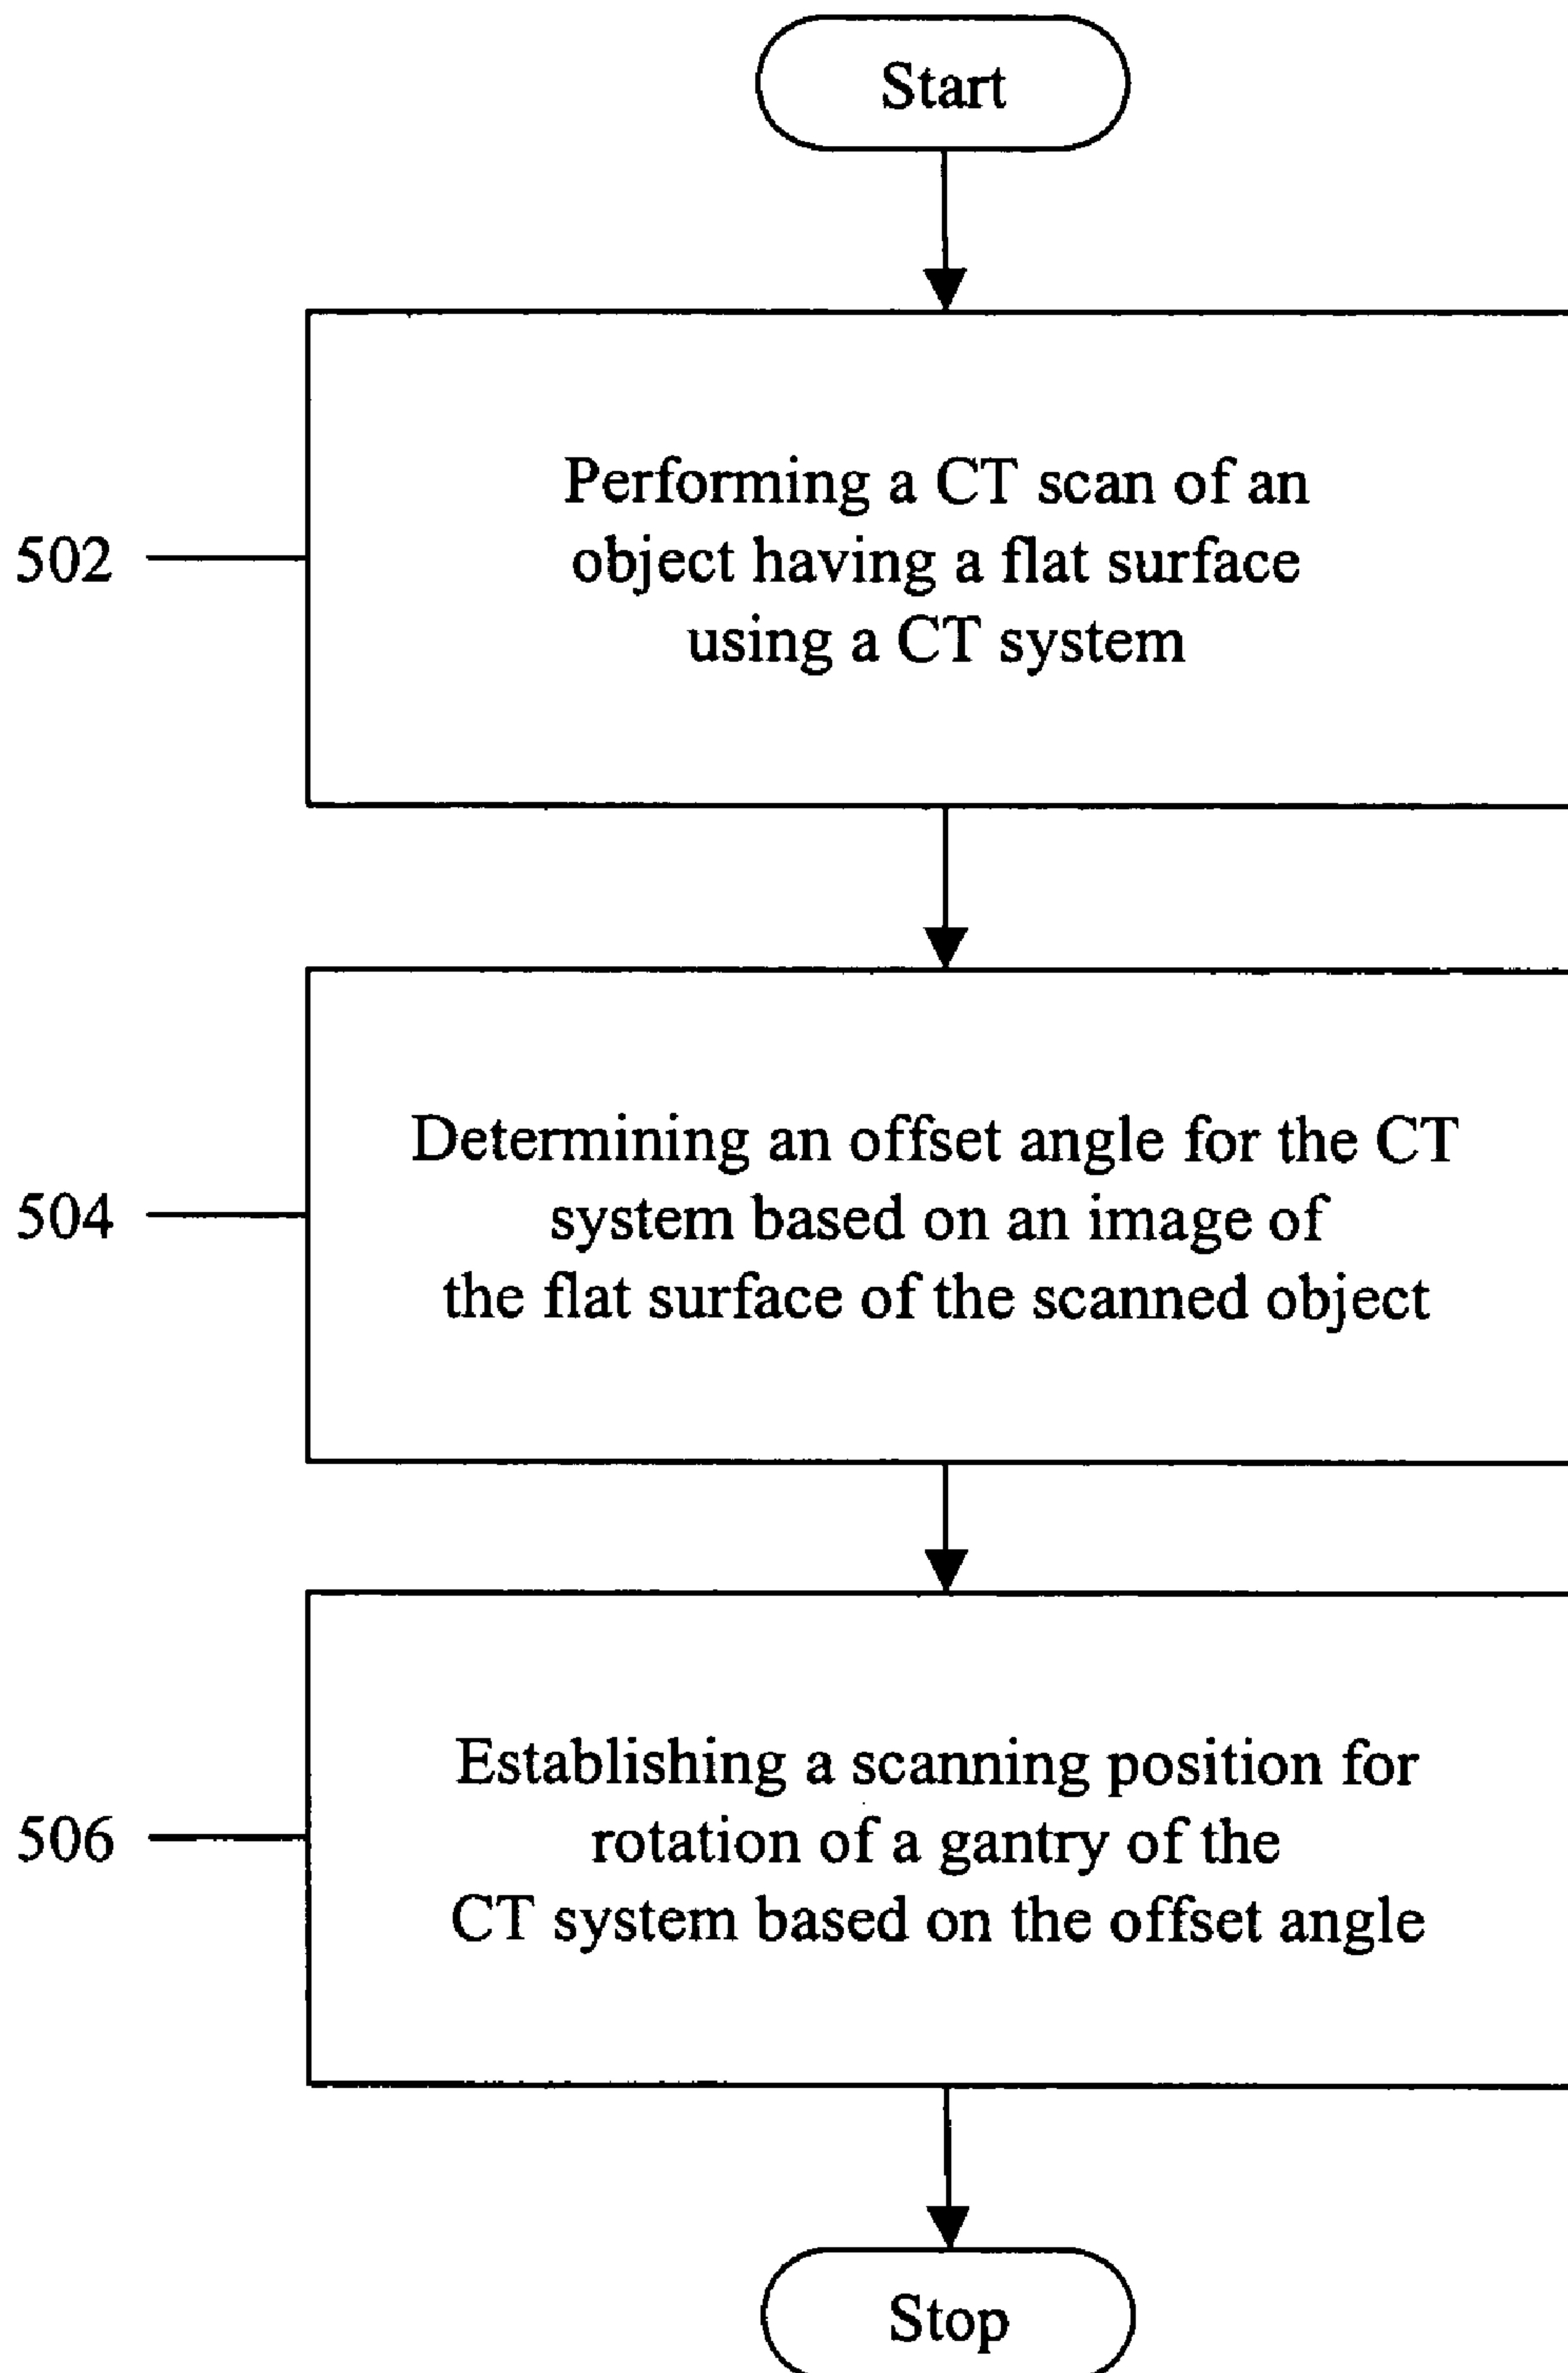 Start
Performing a CT scan of an
object having a flat surface
using a CT system
502
Determining an offset angle for the CT
system based on an image of
the flat surface of the scanned object
504
Establishing a scanning position for
rotation of a gantry of the
CT system based on the offset angle
506
Stop